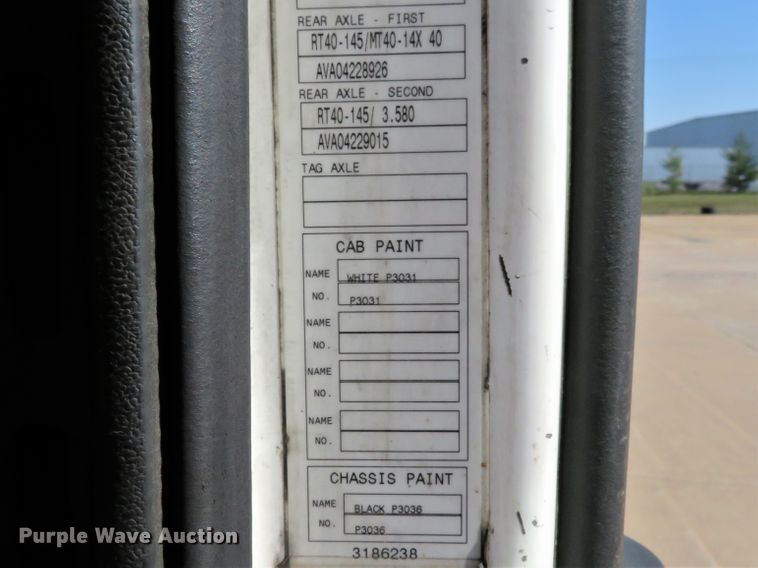 REAR AXLE - FIRST
RT40-145/MT40-14X 40
AVA04228926
REAR AXLE - SECOND
RT40-145/ 3.580
AVA04229015
TAG AXLE
CAB PAINT
NAME WHITE P3031
NO. P3031
NAME
NO.
NAME
NO.
NAME
NO.
CHASSIS PAINT
NAME BLACK P3036
NO. P3036
3186238
Purple Wave Auction®